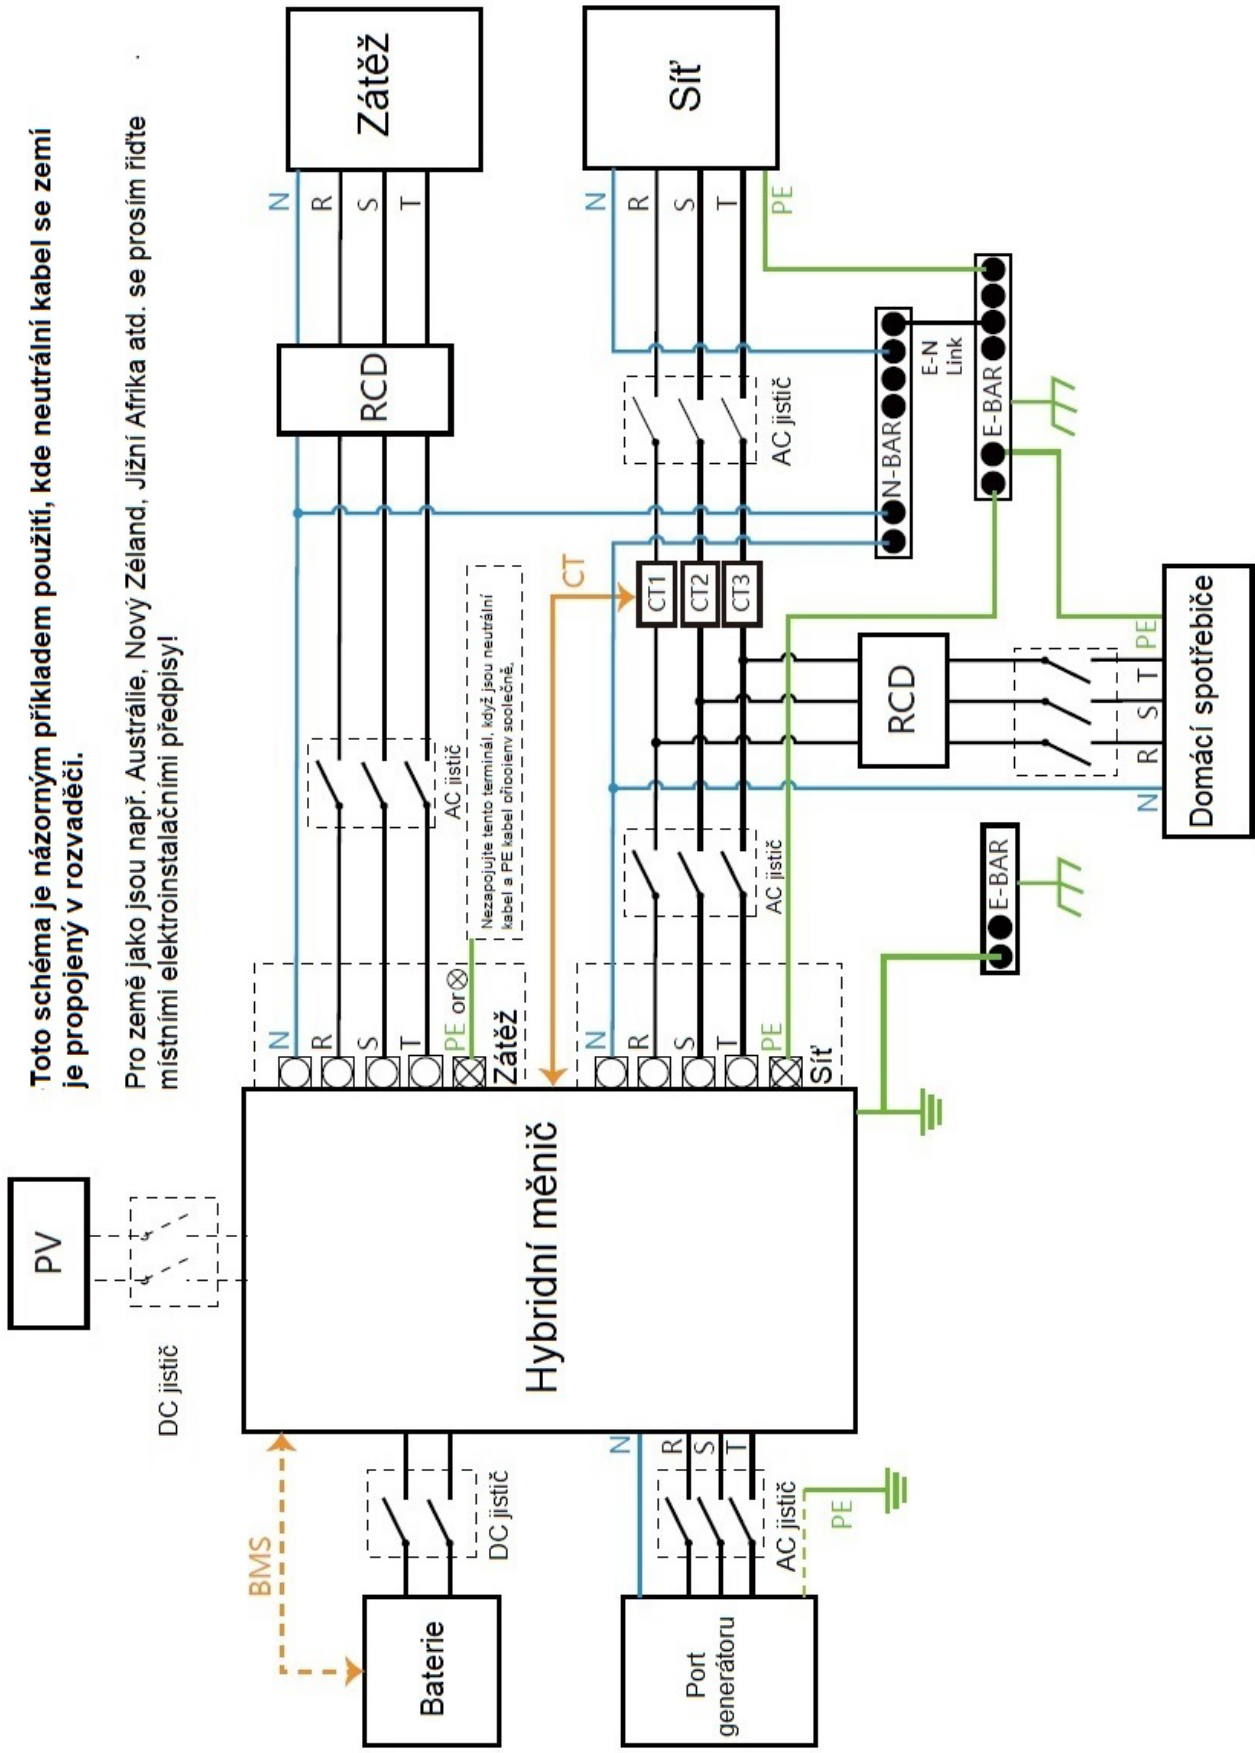 Toto schéma je názorným příkladem použití, kde neutrální kabel se zemí
je propojený v rozvaděči.
Pro země jako jsou např. Austrálie, Nový Zéland, Jižní Afrika atd. se prosím řiďte
místními elektroinstalačními předpisy!
PV
DC jistič
BMS
Baterie
DC jistič
Port
generátoru
N
R
S
T
AC jistič
PE
Hybridní měnič
N
R
S
T
PE or
Zátěž
AC jistič
Nezapojujte tento terminál, když jsou neutrální
kabel a PE kabel připojeny společně.
RCD
N
R
S
T
Zátěž
CT
N
R
S
T
PE
Síť
AC jistič
CT1
CT2
CT3
AC jistič
N
R
S
T
PE
Síť
N-BAR
E-N
Link
E-BAR
RCD
E-BAR
N
R
S
T
PE
Domácí spotřebiče